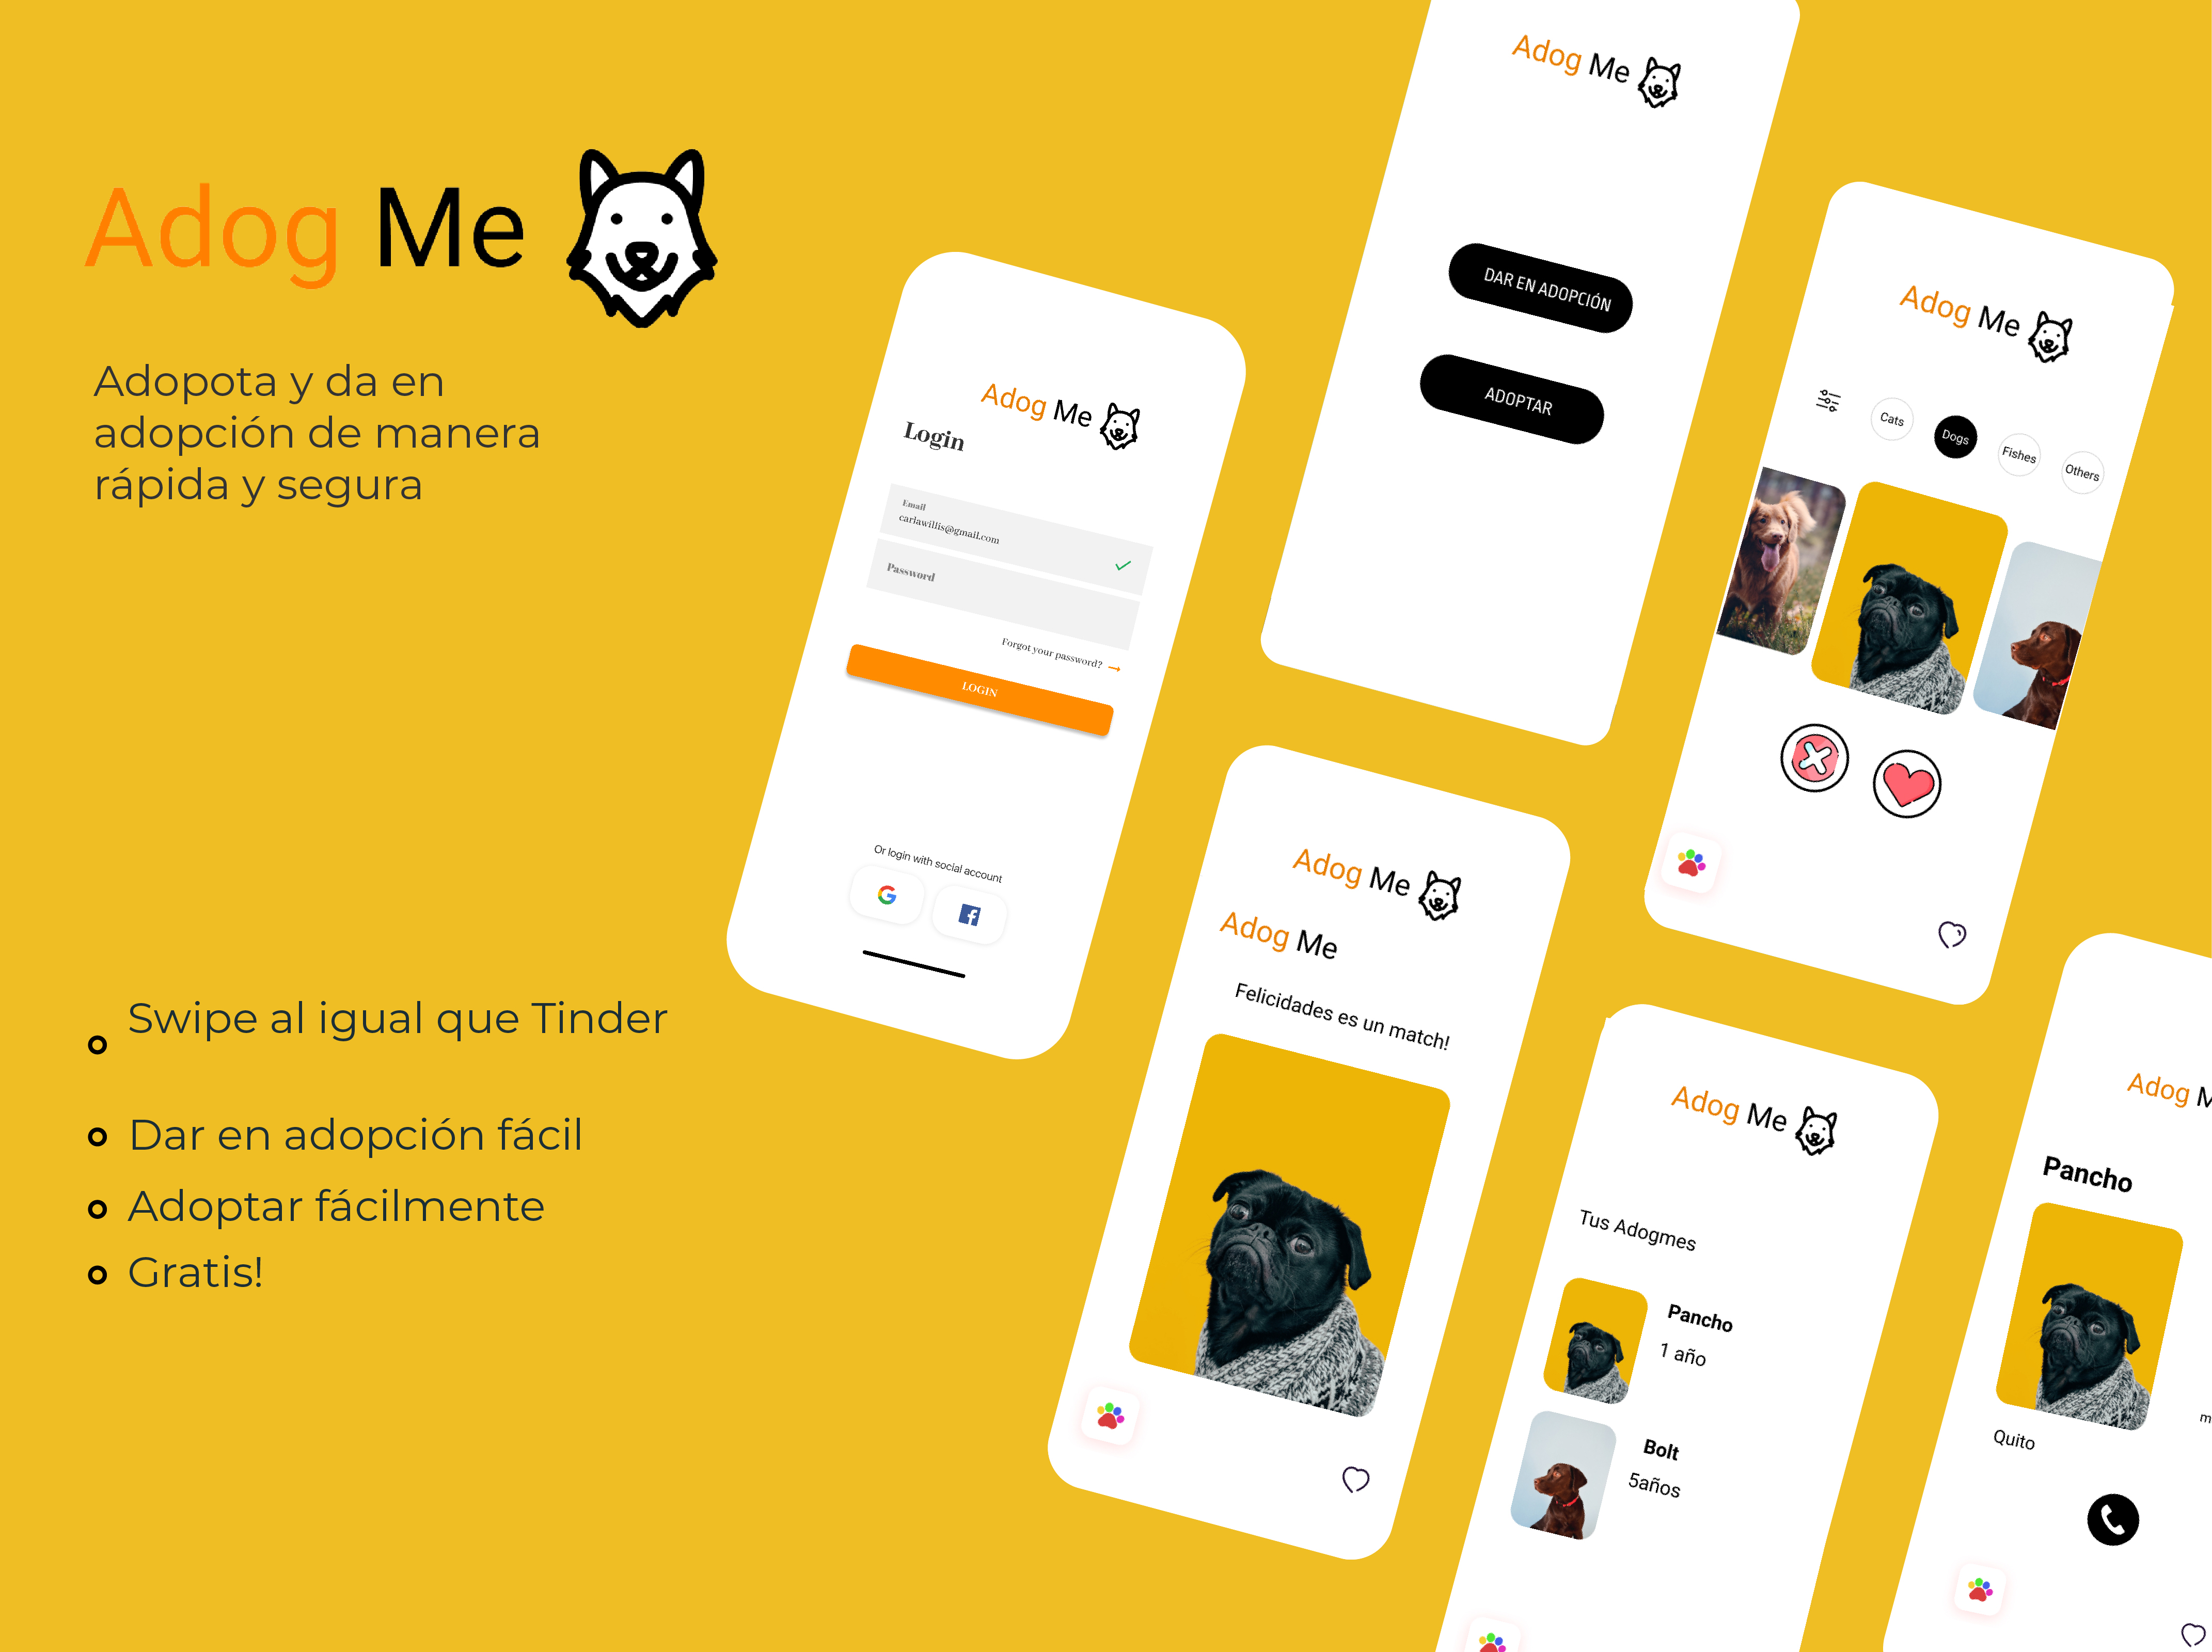 Adog Me
Adopota y da en
adopción de manera
rápida y segura
Swipe al igual que Tinder
Dar en adopción fácil
Adoptar fácilmente
Gratis!
Adog Me
Login
Email
carlawillis@gmail.com
Password
Forgot your password?
LOGIN
Or login with social account
Adog Me
DAR EN ADOPCIÓN
ADOPTAR
Adog Me
Cats
Dogs
Fishes
Others
Adog Me
Adog Me
Felicidades es un match!
Adog Me
Tus Adogmes
Pancho
1 año
Bolt
5años
Adog
Pancho
Quito